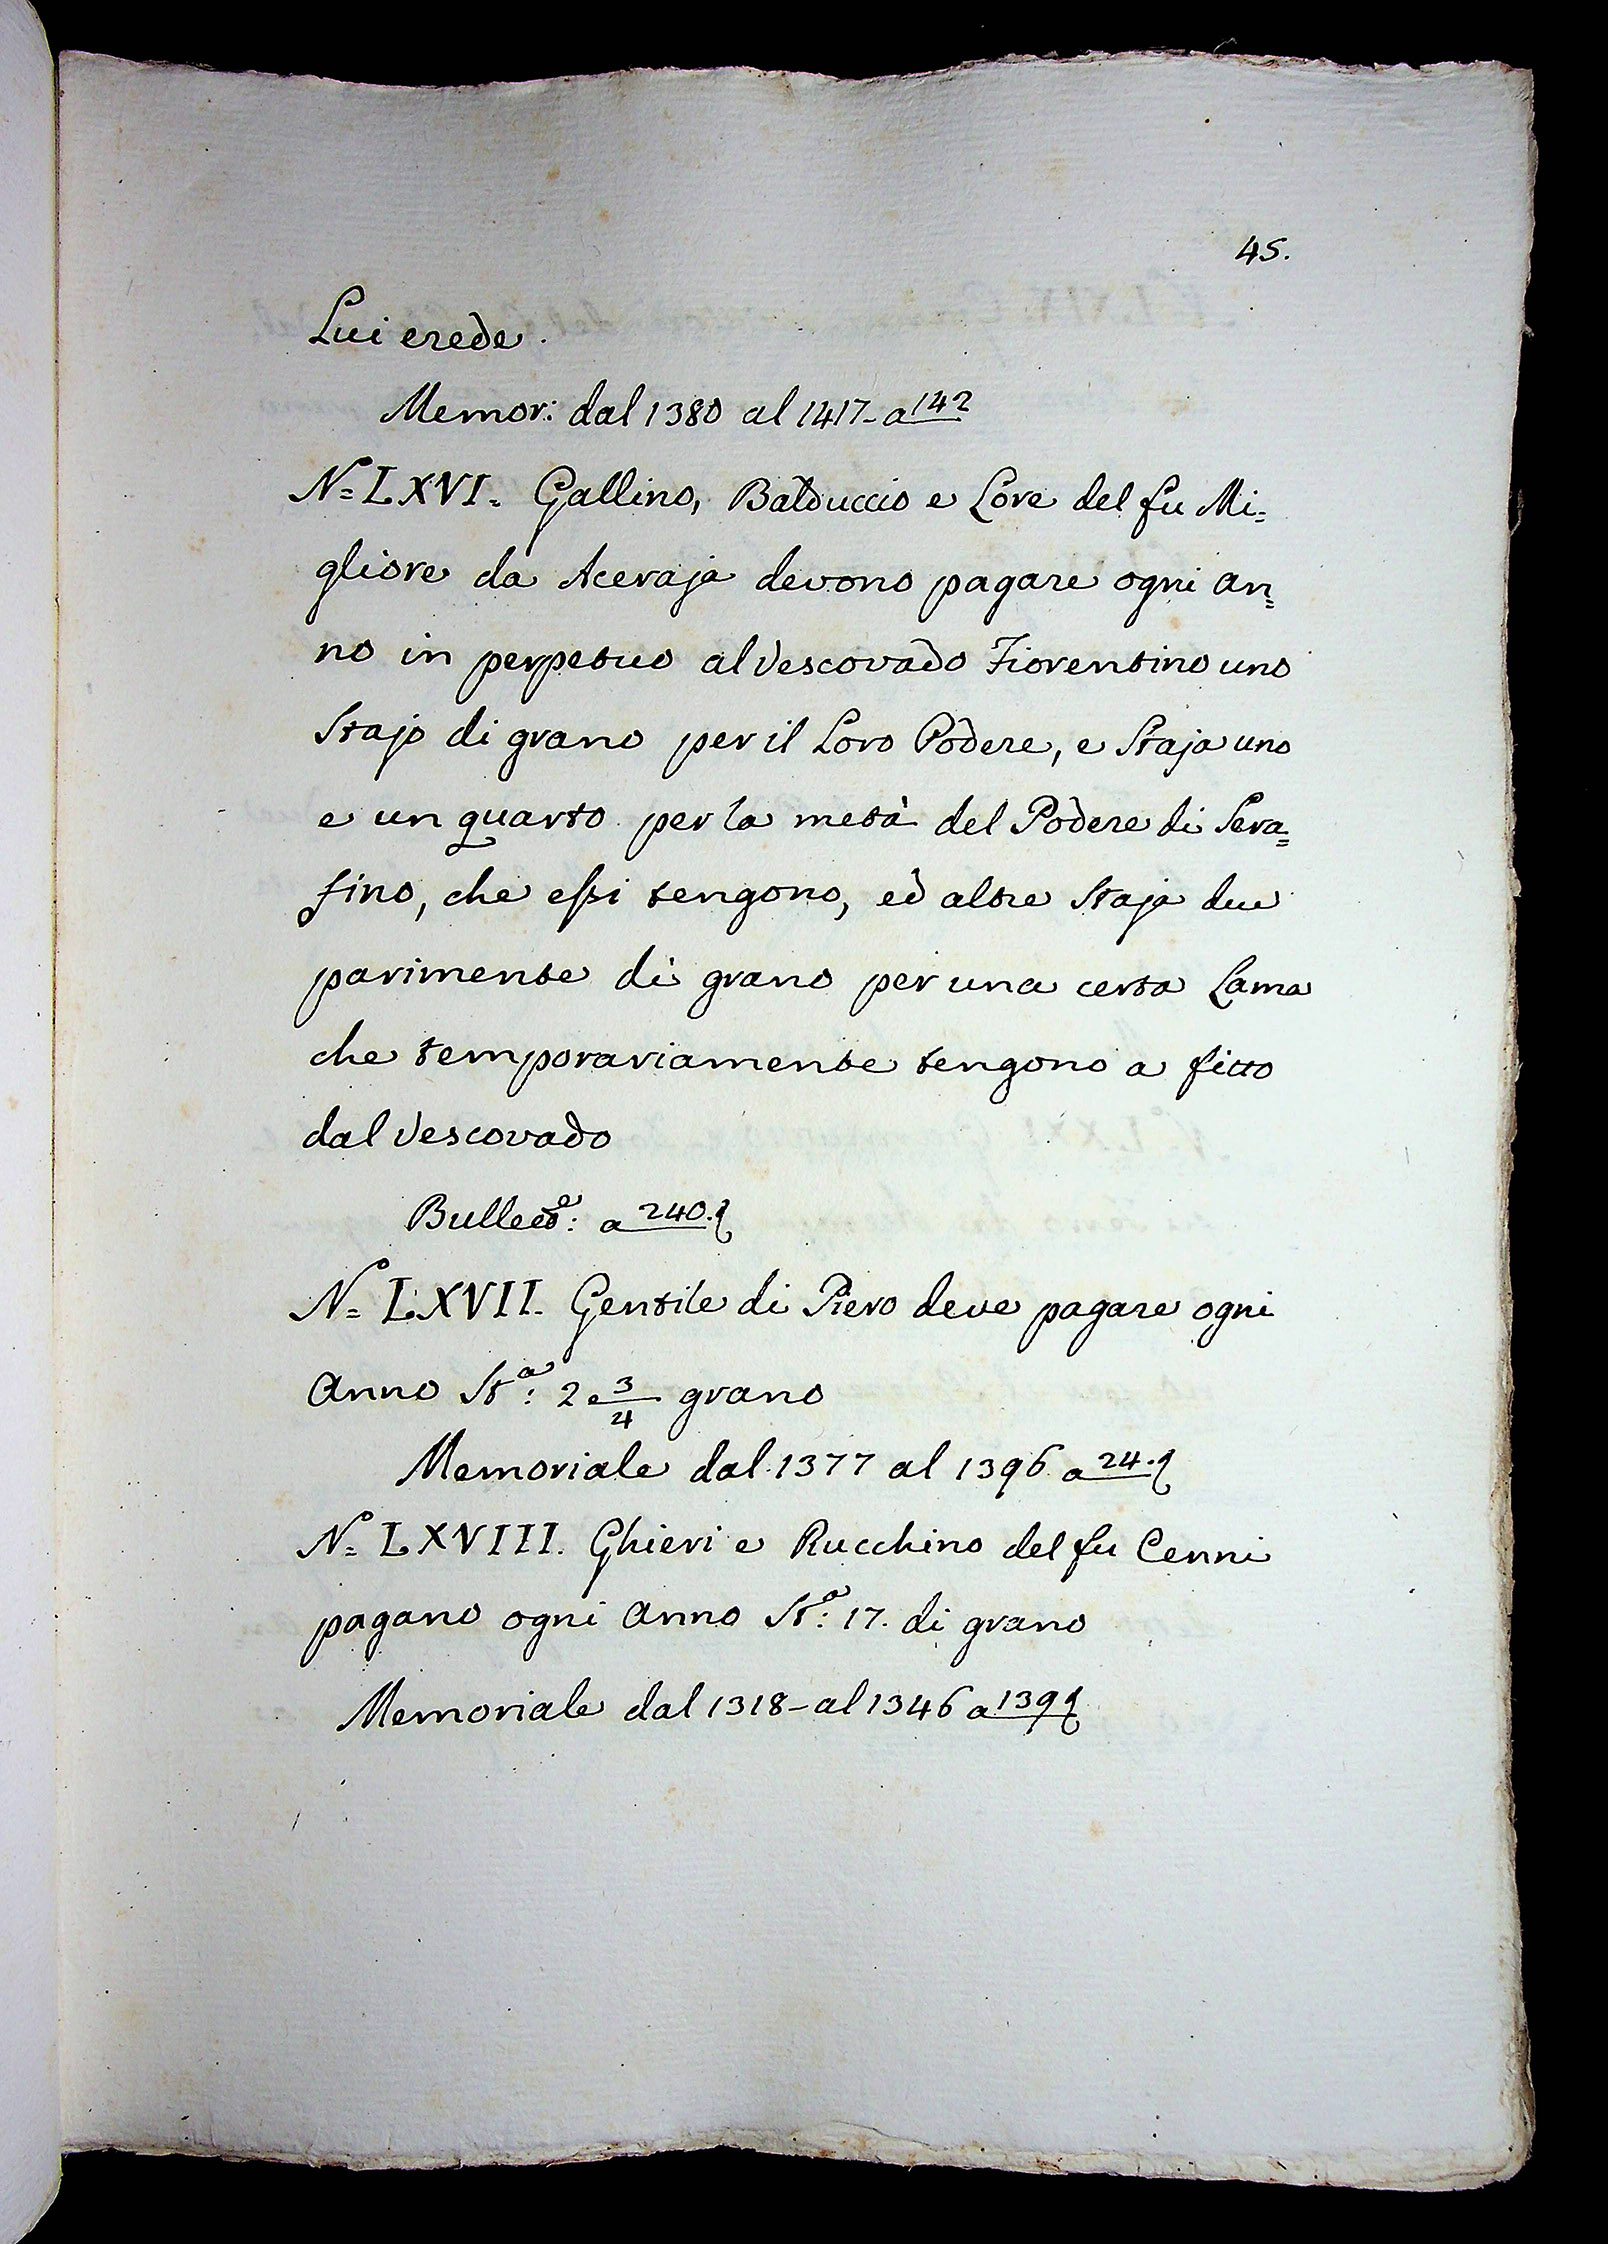 45.
Lui erede.
Memor: dal 1380 al 1417- a 142
Nº= LXVI. Gallino, Balduccio e Lore del fu Mi=
gliore da Aceraja devono pagare ogni an=
no in perpetuo al Vescovado Fiorentino uno
Stajo di grano per il Loro Podere, e Staja uno
e un quarto per la metà del Podere di Sera=
fino, che essi tengono, ed altre Staja due
parimente di grano per una certa Lama
che temporariamente tengono a fitto
dal Vescovado
a 240.
Nº= LXVII. Gentile di Piero deve pagare ogni
Anno Stª: 2 e 3/4 grano
Memoriale dal 1377 al 1396 a 24.
Nº= LXVIII. Ghieri e Rucchino del fu Cenni
pagano ogni Anno Stª: 17. di grano
Memoriale dal 1318- al 1346 a 139